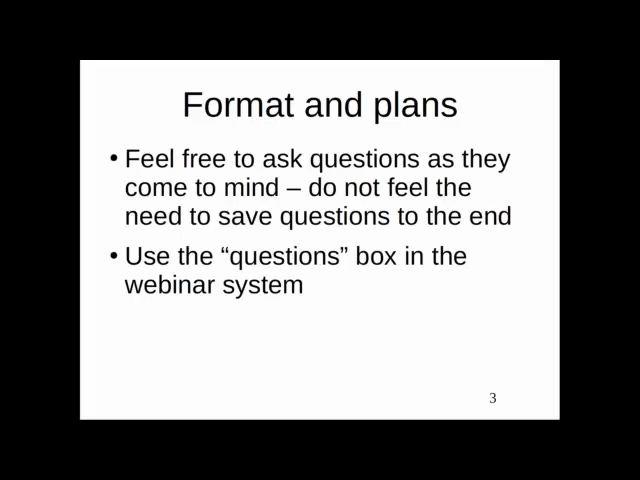 Format and plans
• Feel free to ask questions as they
come to mind – do not feel the
need to save questions to the end
• Use the “questions” box in the
webinar system
3